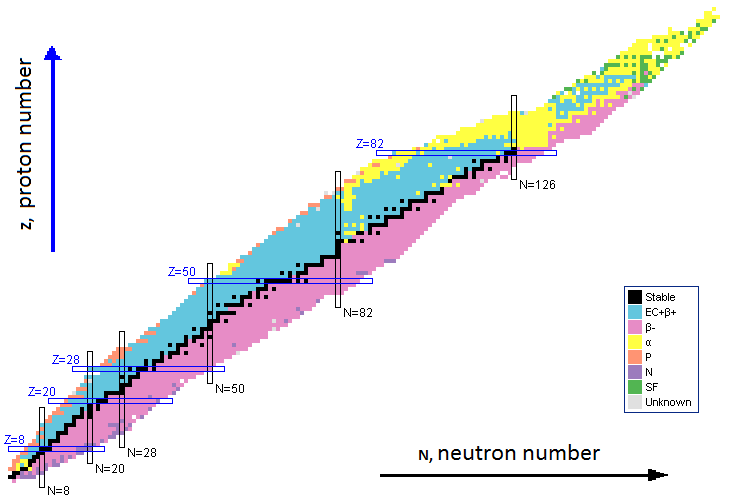 z, proton number
Z=82
N=126
Z=50
N=82
Z=28
N=50
Z=20
N=28
Z=8
N=20
N=8
Stable
EC+β+
β-
α
P
N
SF
Unknown
N, neutron number